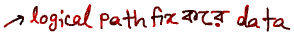 → logical path fix করে data